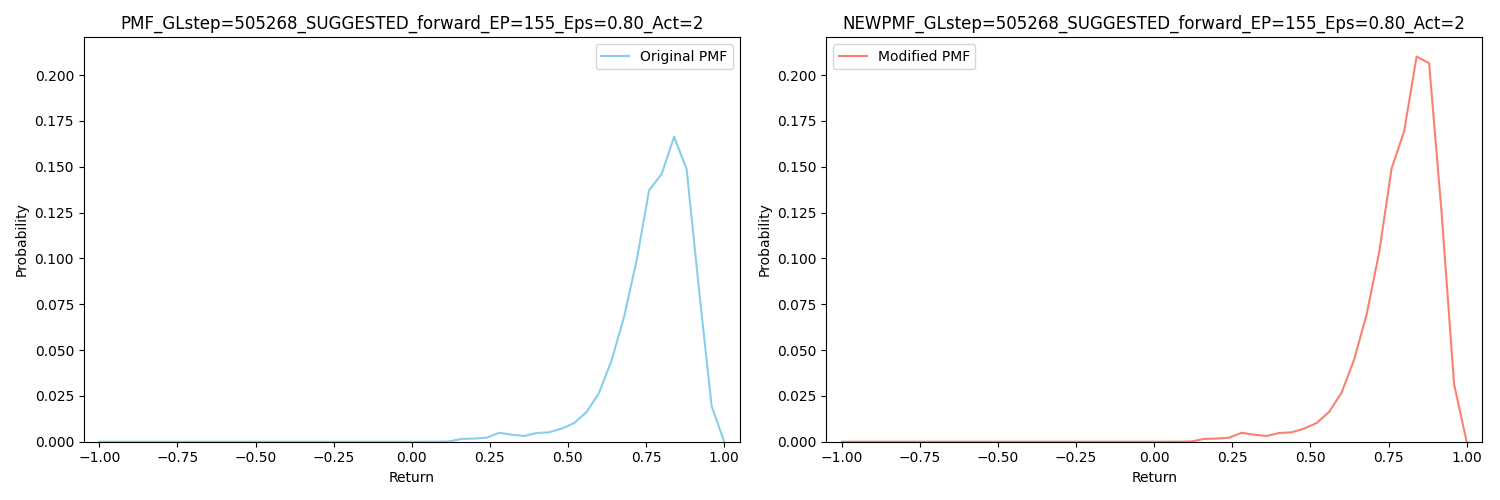 PMF_GLstep=505268_SUGGESTED_forward_EP=155_Eps=0.80_Act=2
Original PMF
Probability
0.200
0.175
0.150
0.125
0.100
0.075
0.050
0.025
0.000
−1.00 −0.75 −0.50 −0.25 0.00 0.25 0.50 0.75 1.00
Return
NEWPMF_GLstep=505268_SUGGESTED_forward_EP=155_Eps=0.80_Act=2
Modified PMF
Probability
0.200
0.175
0.150
0.125
0.100
0.075
0.050
0.025
0.000
−1.00 −0.75 −0.50 −0.25 0.00 0.25 0.50 0.75 1.00
Return